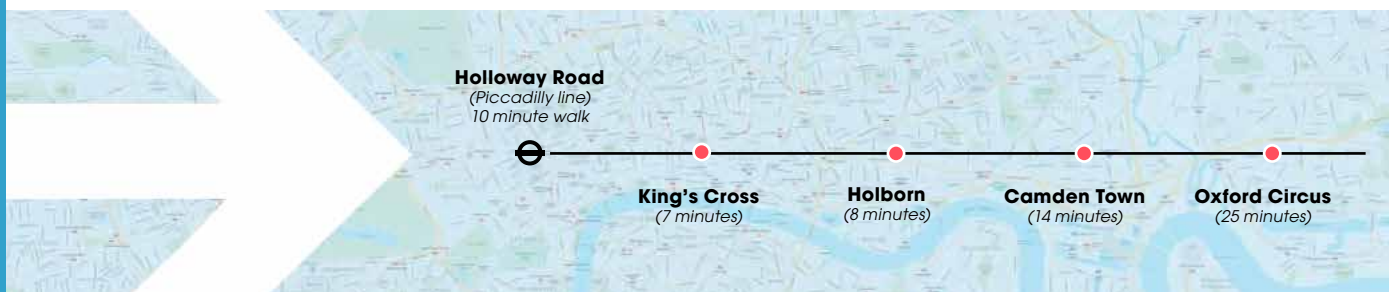 Holloway Road
(Piccadilly line)
10 minute walk
King's Cross
(7 minutes)
Holborn
(8 minutes)
Camden Town
(14 minutes)
Oxford Circus
(25 minutes)